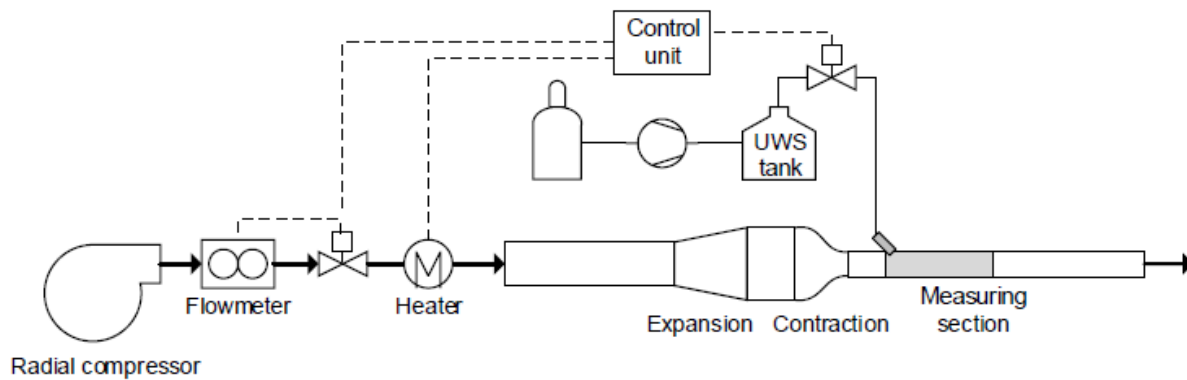 Control
unit
UWS
tank
Flowmeter
Heater
Expansion
Contraction
Measuring
section
Radial compressor